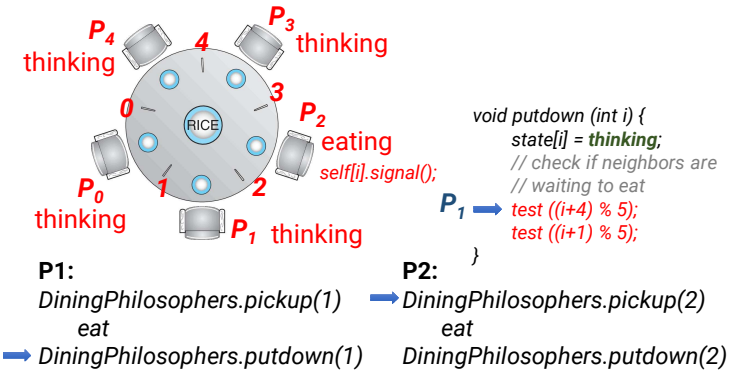 P4
thinking
4
P3
thinking
0
3
RICE
P2
eating
self[i].signal();
P0
thinking
1
2
P1 thinking
void putdown (int i) {
state[i] = thinking;
// check if neighbors are
// waiting to eat
P1
test ((i+4) % 5);
test ((i+1) % 5);
}
P1:
DiningPhilosophers.pickup(1)
eat
DiningPhilosophers.putdown(1)
P2:
DiningPhilosophers.pickup(2)
eat
DiningPhilosophers.putdown(2)